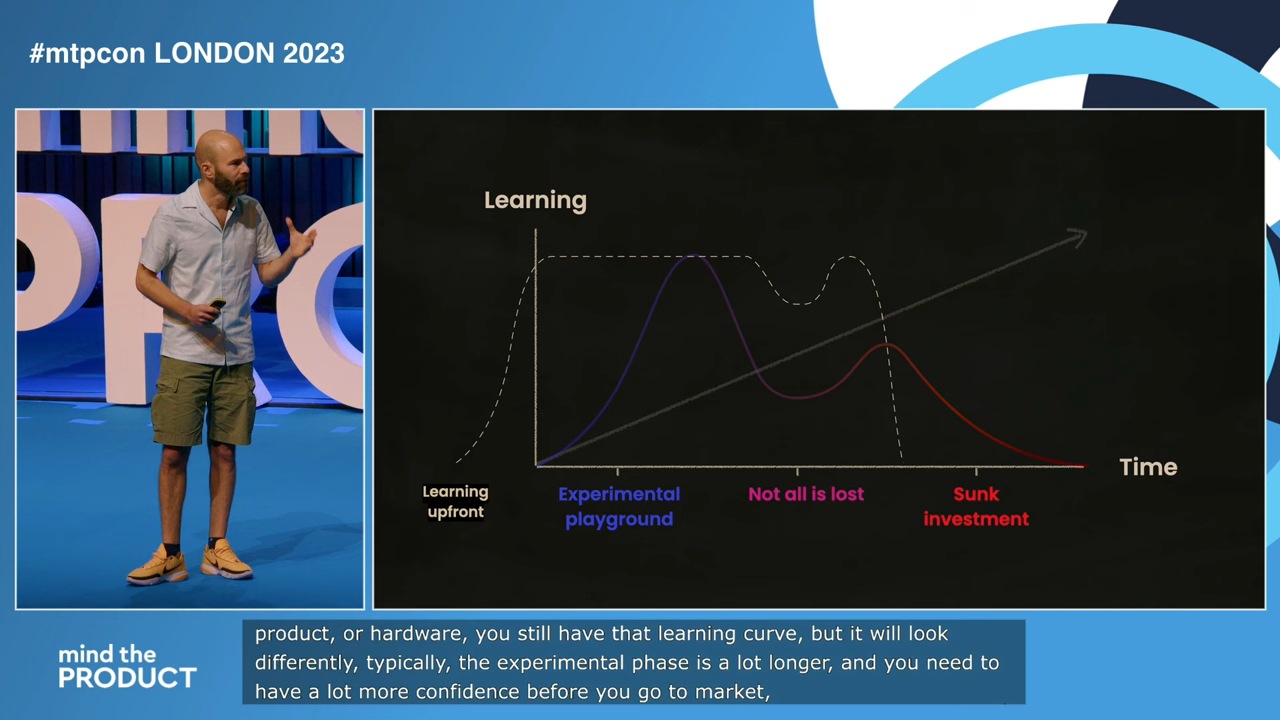 #mtpcon LONDON 2023
Learning
Time
Learning
upfront
Experimental
playground
Not all is lost
Sunk
investment
mind the
PRODUCT
product, or hardware, you still have that learning curve, but it will look
differently, typically, the experimental phase is a lot longer, and you need to
have a lot more confidence before you go to market,